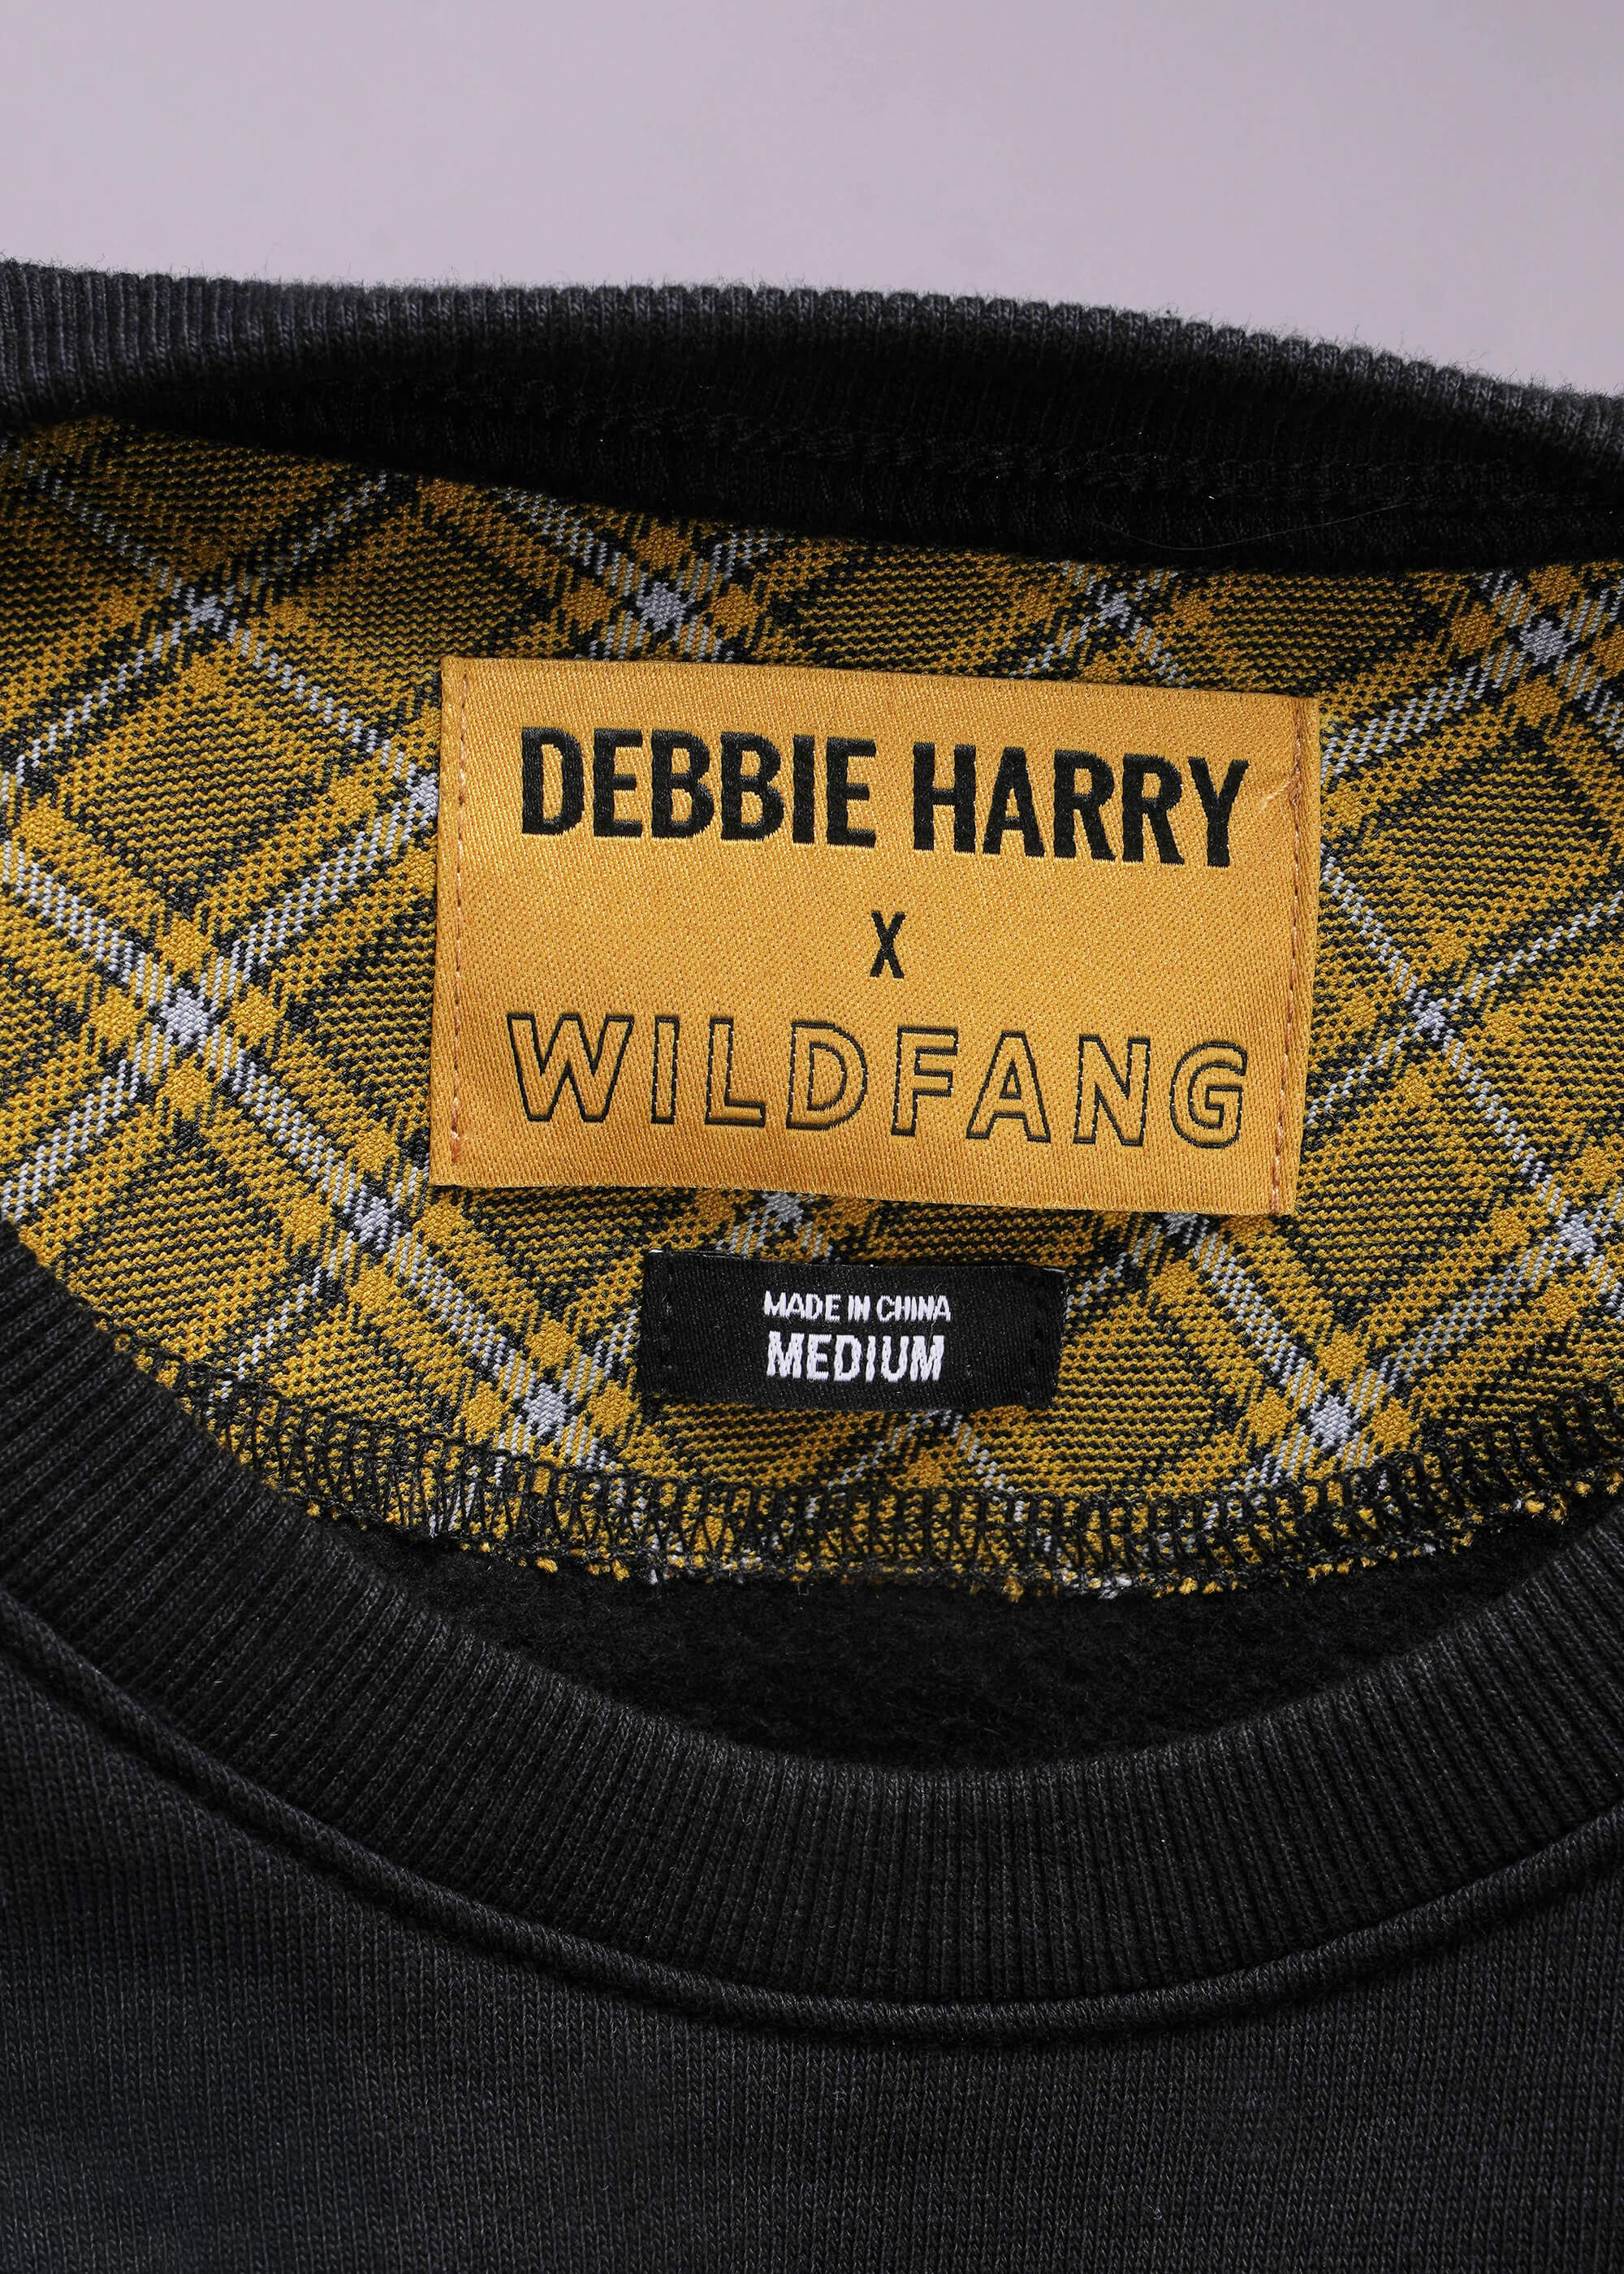 DEBBIE HARRY
X
WILDFANG
MADE IN CHINA
MEDIUM